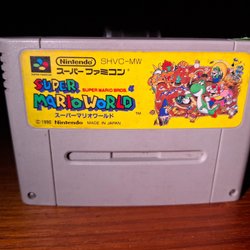 Nintendo SHVC-MW
スーパーファミコン
SUPER SUPER MARIO BROS. 4
MARIO WORLD
スーパーマリオワールド
© 1990 Nintendo MADE IN JAPAN